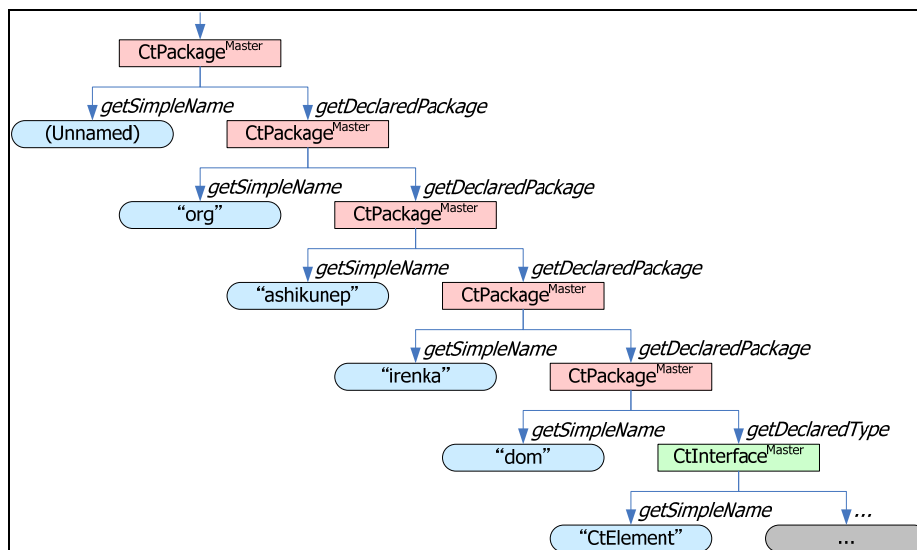 CtPackageMaster
getSimpleName
getDeclaredPackage
(Unnamed)
CtPackageMaster
getSimpleName
getDeclaredPackage
“org”
CtPackageMaster
getSimpleName
getDeclaredPackage
“ashikunep”
CtPackageMaster
getSimpleName
getDeclaredPackage
“irenka”
CtPackageMaster
getSimpleName
getDeclaredType
“dom”
CtInterfaceMaster
getSimpleName
...
“CtElement”
...